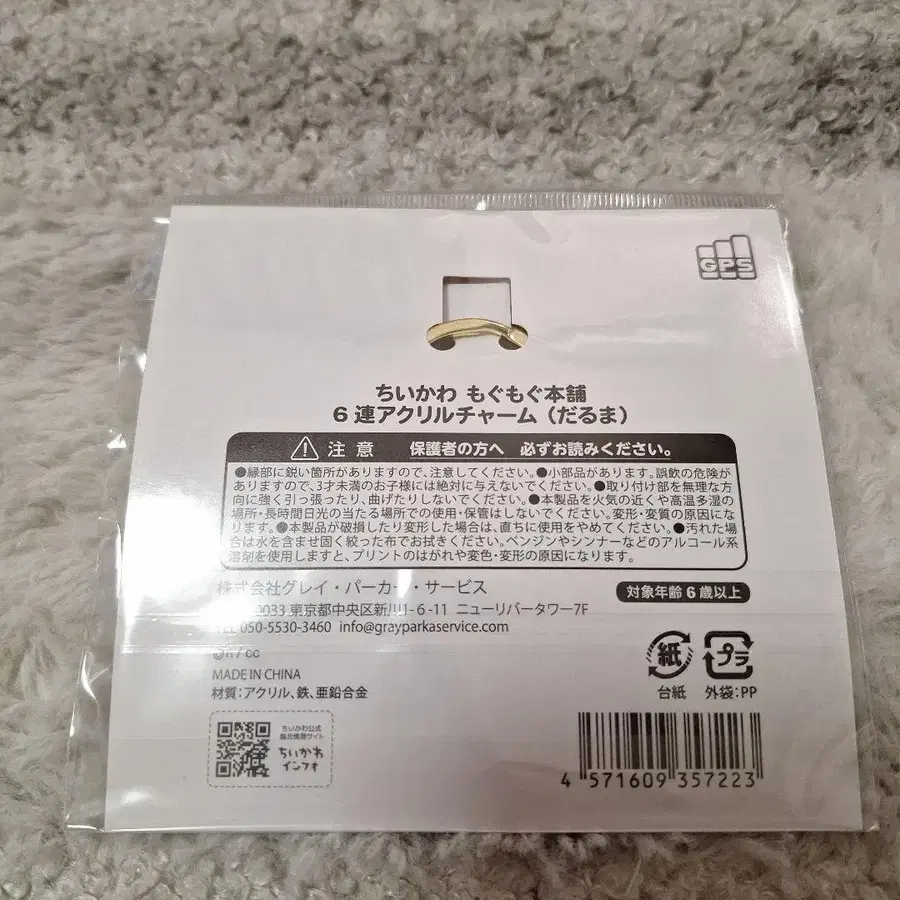 GPS
ちいかわ もぐもぐ本舗
6連アクリルチャーム(だるま)
注意 保護者の方へ 必ずお読みください。
●縁部に鋭い箇所がありますので、注意してください。●小部品があります。誤飲の危険が
ありますので、3才未満のお子様には絶対に与えないでください。●取り付け部を無理な方
向に強く引っ張ったり、曲げたりしないでください。●本製品を火気の近くや高温多湿の
場所・長時間日光の当たる場所での使用・保管はしないでください。変形・変質の原因にな
ります。●本製品が破損したり変形した場合は、直ちに使用をやめてください。●汚れた場
合は水を含ませ固く絞った布でお拭きください。ベンジンやシンナーなどのアルコール系
溶剤を使用しますと、プリントのはがれや変色・変形の原因になります。
株式会社グレイ・パーカー・サービス
対象年齢6歳以上
0033 東京都中央区新川1-6-11 ニューリバータワー7F
TEL 050-5530-3460 info@grayparkaservice.com
MADE IN CHINA
材質:アクリル、鉄、亜鉛合金
紙 プラ
台紙 外袋:PP
ちいかわ公式
総合情報サイト
ちいかわ
インフォ
4 571609 357223